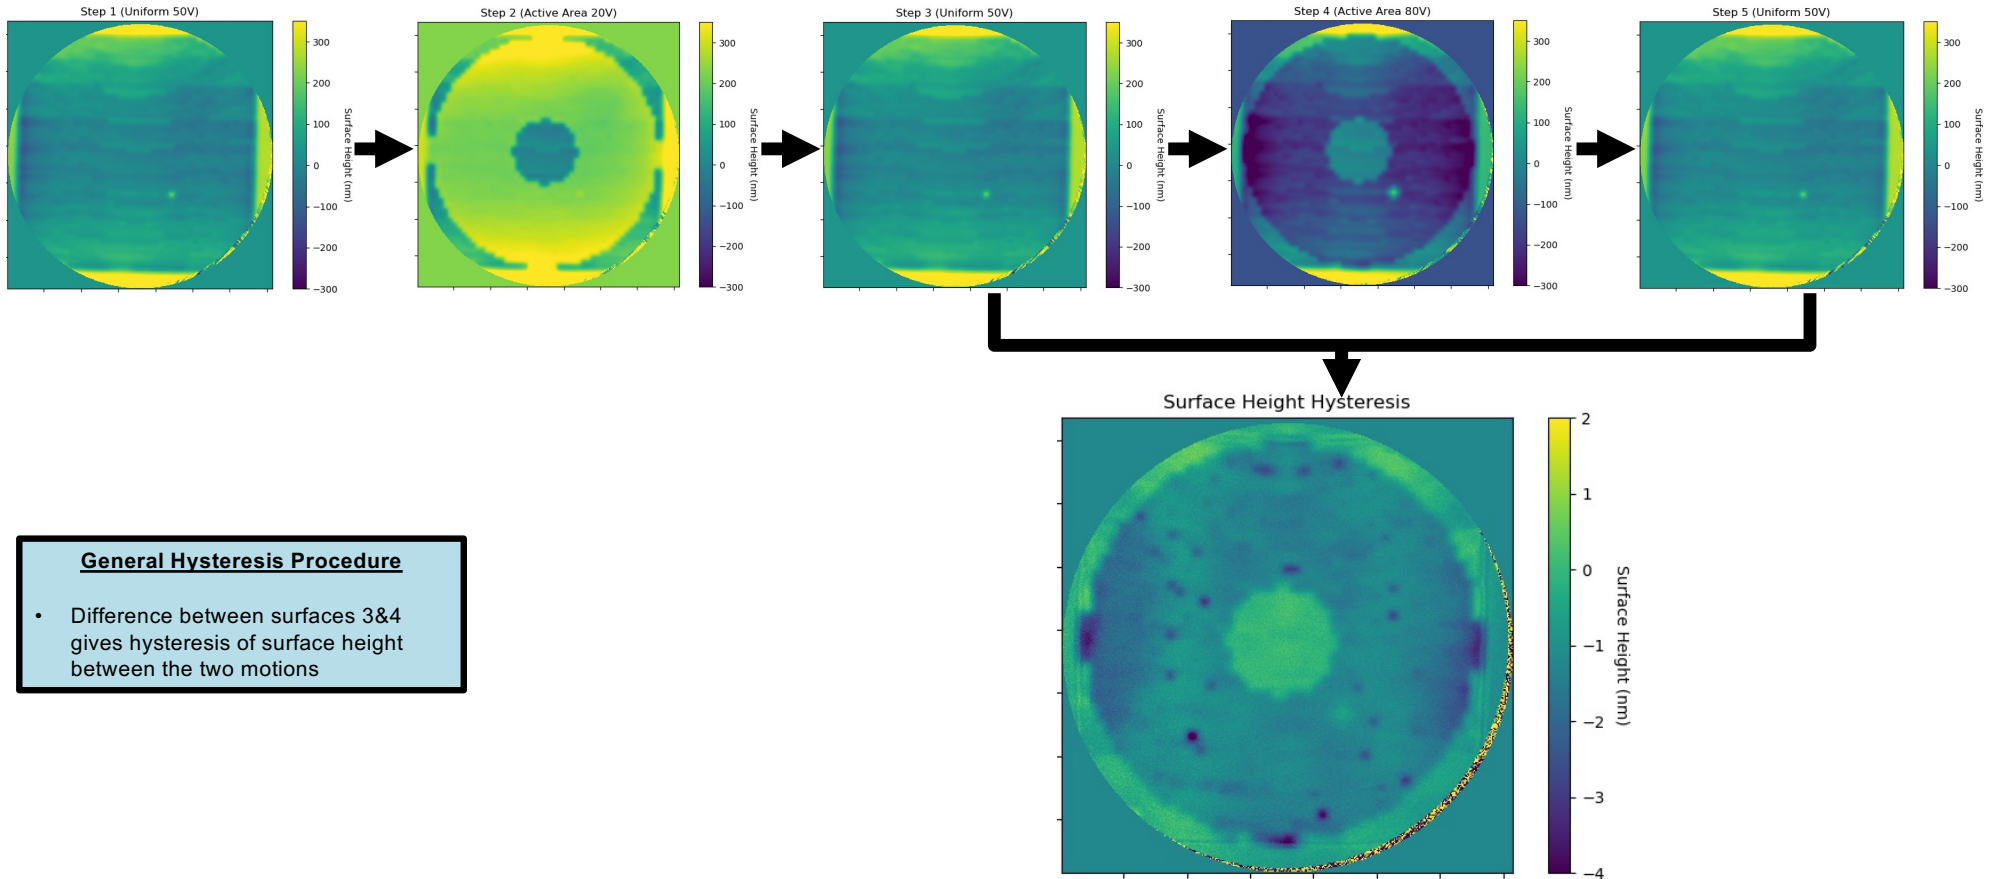 Step 1 (Uniform 50V)
300
200
100
0
−100
−200
−300
Surface Height (nm)
Step 2 (Active Area 20V)
300
200
100
0
−100
−200
−300
Surface Height (nm)
Step 3 (Uniform 50V)
300
200
100
0
−100
−200
−300
Surface Height (nm)
Step 4 (Active Area 80V)
300
200
100
0
−100
−200
−300
Surface Height (nm)
Step 5 (Uniform 50V)
300
200
100
0
−100
−200
−300
Surface Height (nm)
Surface Height Hysteresis
2
1
0
−1
−2
−3
−4
Surface Height (nm)
General Hysteresis Procedure
• Difference between surfaces 3&4
gives hysteresis of surface height
between the two motions